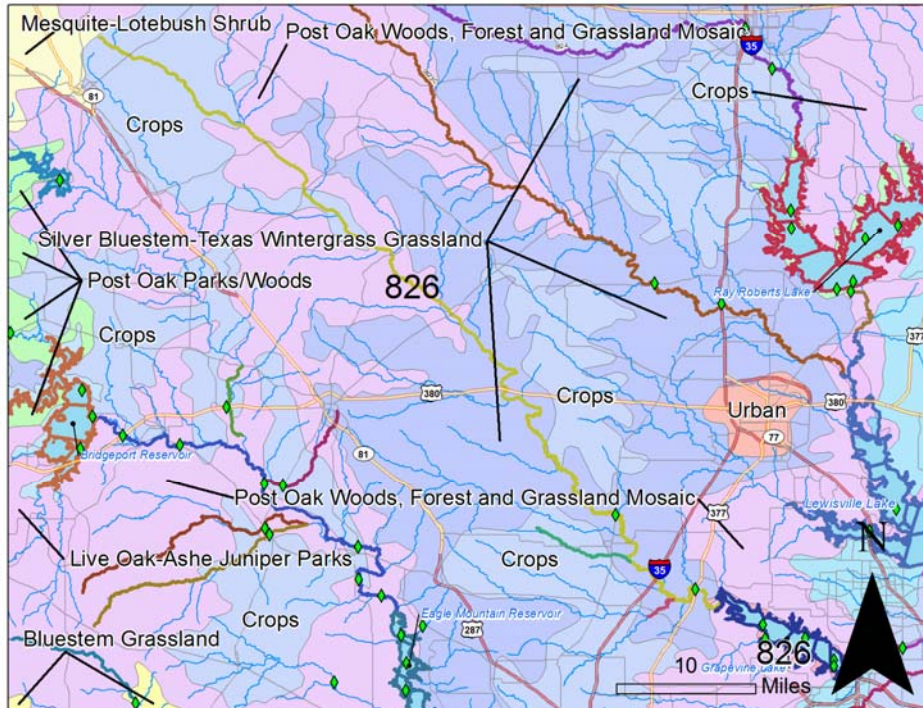 Mesquite-Lotebush Shrub
Post Oak Woods, Forest and Grassland Mosaic
35
81
Crops
Crops
Silver Bluestem-Texas Wintergrass Grassland
Post Oak Parks/Woods
826
Ray Roberts Lake
377
Crops
380
Crops
Urban
380
77
Bridgeport Reservoir
81
Post Oak Woods, Forest and Grassland Mosaic
377
Lewisville Lake
N
Live Oak-Ashe Juniper Parks
Crops
35
Crops
Eagle Mountain Reservoir
287
Bluestem Grassland
826
Grapevine Lake
10
Miles